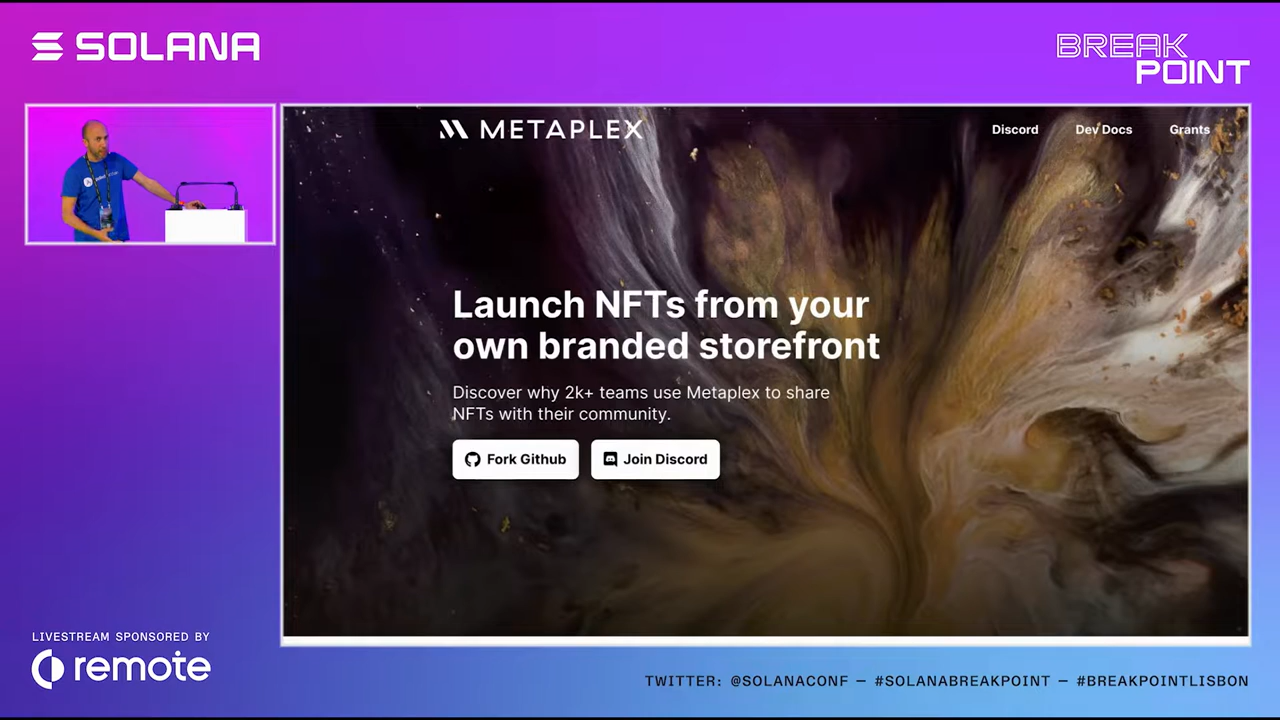 SOLANA
BREAK
POINT
METAPLEX
Discord
Dev Docs
Grants
Launch NFTs from your
own branded storefront
Discover why 2k+ teams use Metaplex to share
NFTs with their community.
Fork Github
Join Discord
LIVESTREAM SPONSORED BY
remote
TWITTER: @SOLANACONF — #SOLANABREAKPOINT — #BREAKPOINTLISBON